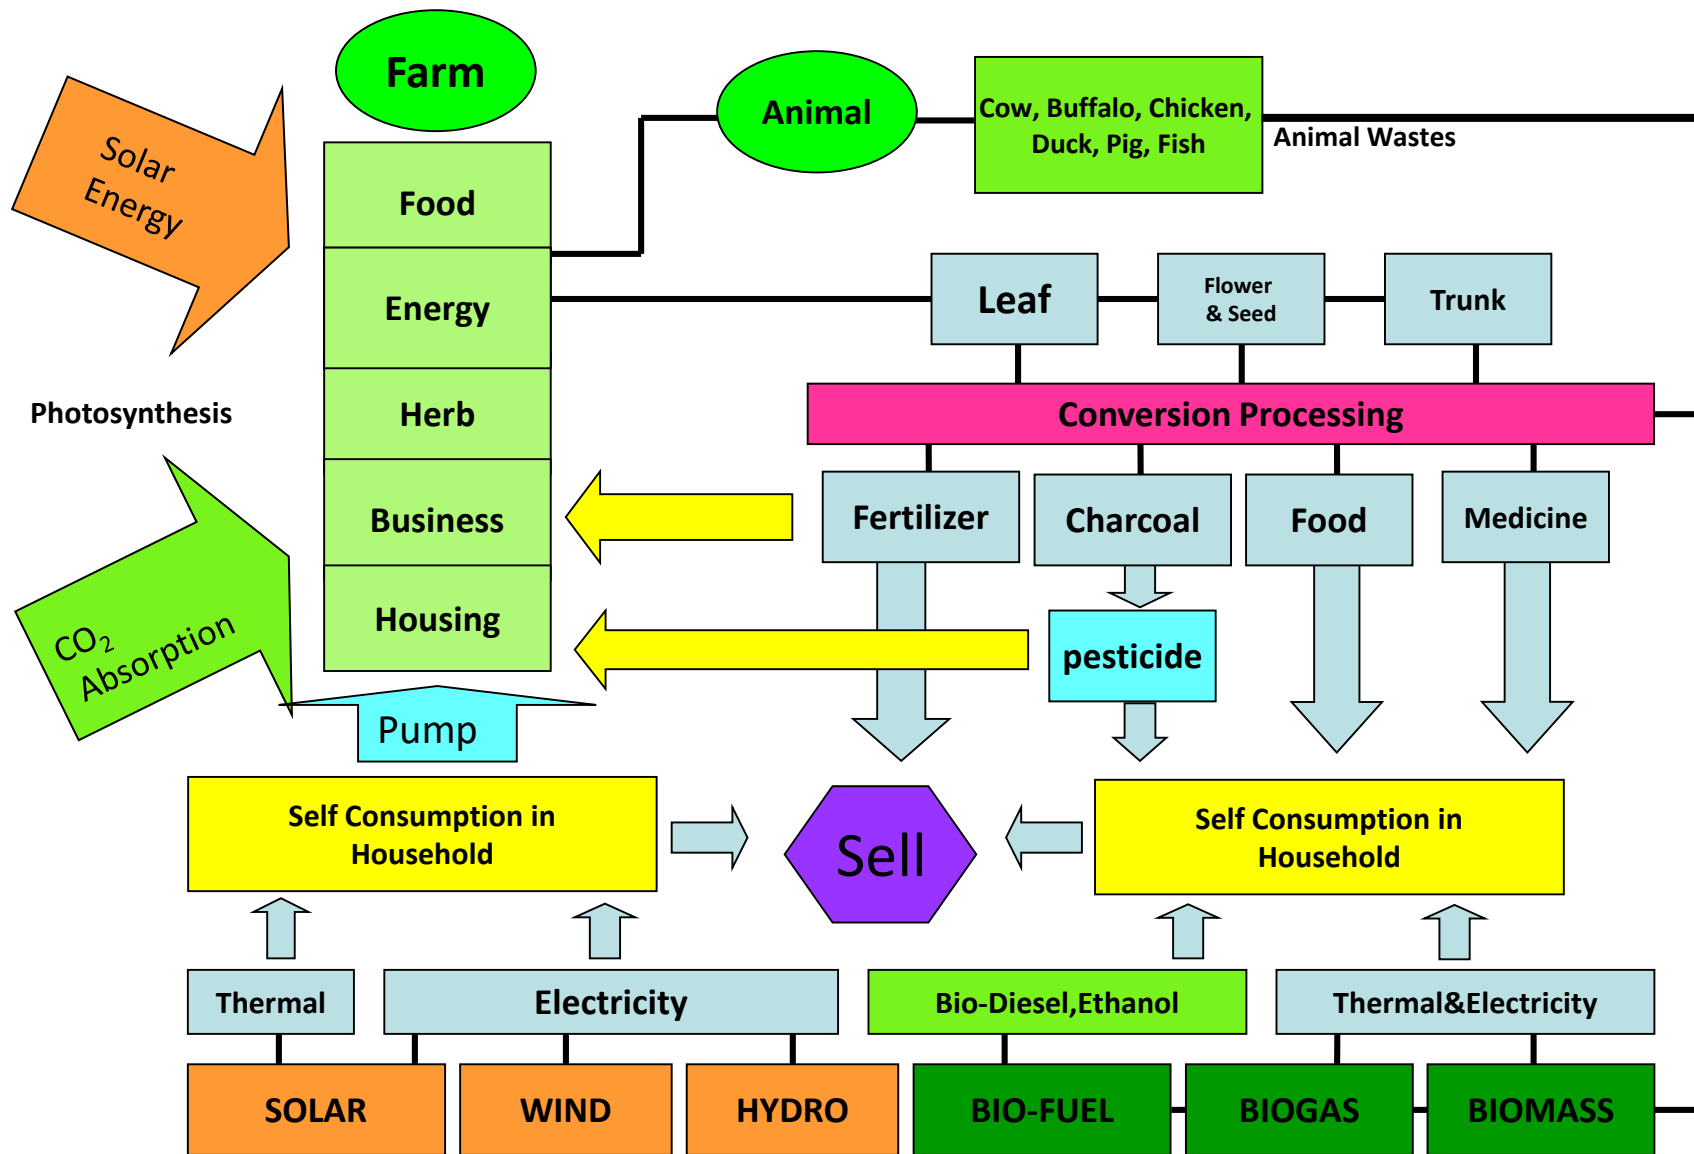 Farm
Solar
Energy
Animal
Cow, Buffalo, Chicken,
Duck, Pig, Fish
Animal Wastes
Food
Energy
Herb
Business
Housing
Leaf
Flower
& Seed
Trunk
Photosynthesis
Conversion Processing
Fertilizer
Charcoal
Food
Medicine
CO₂
Absorption
pesticide
Pump
Self Consumption in
Household
Sell
Self Consumption in
Household
Thermal
Electricity
Bio-Diesel,Ethanol
Thermal&Electricity
SOLAR
WIND
HYDRO
BIO-FUEL
BIOGAS
BIOMASS